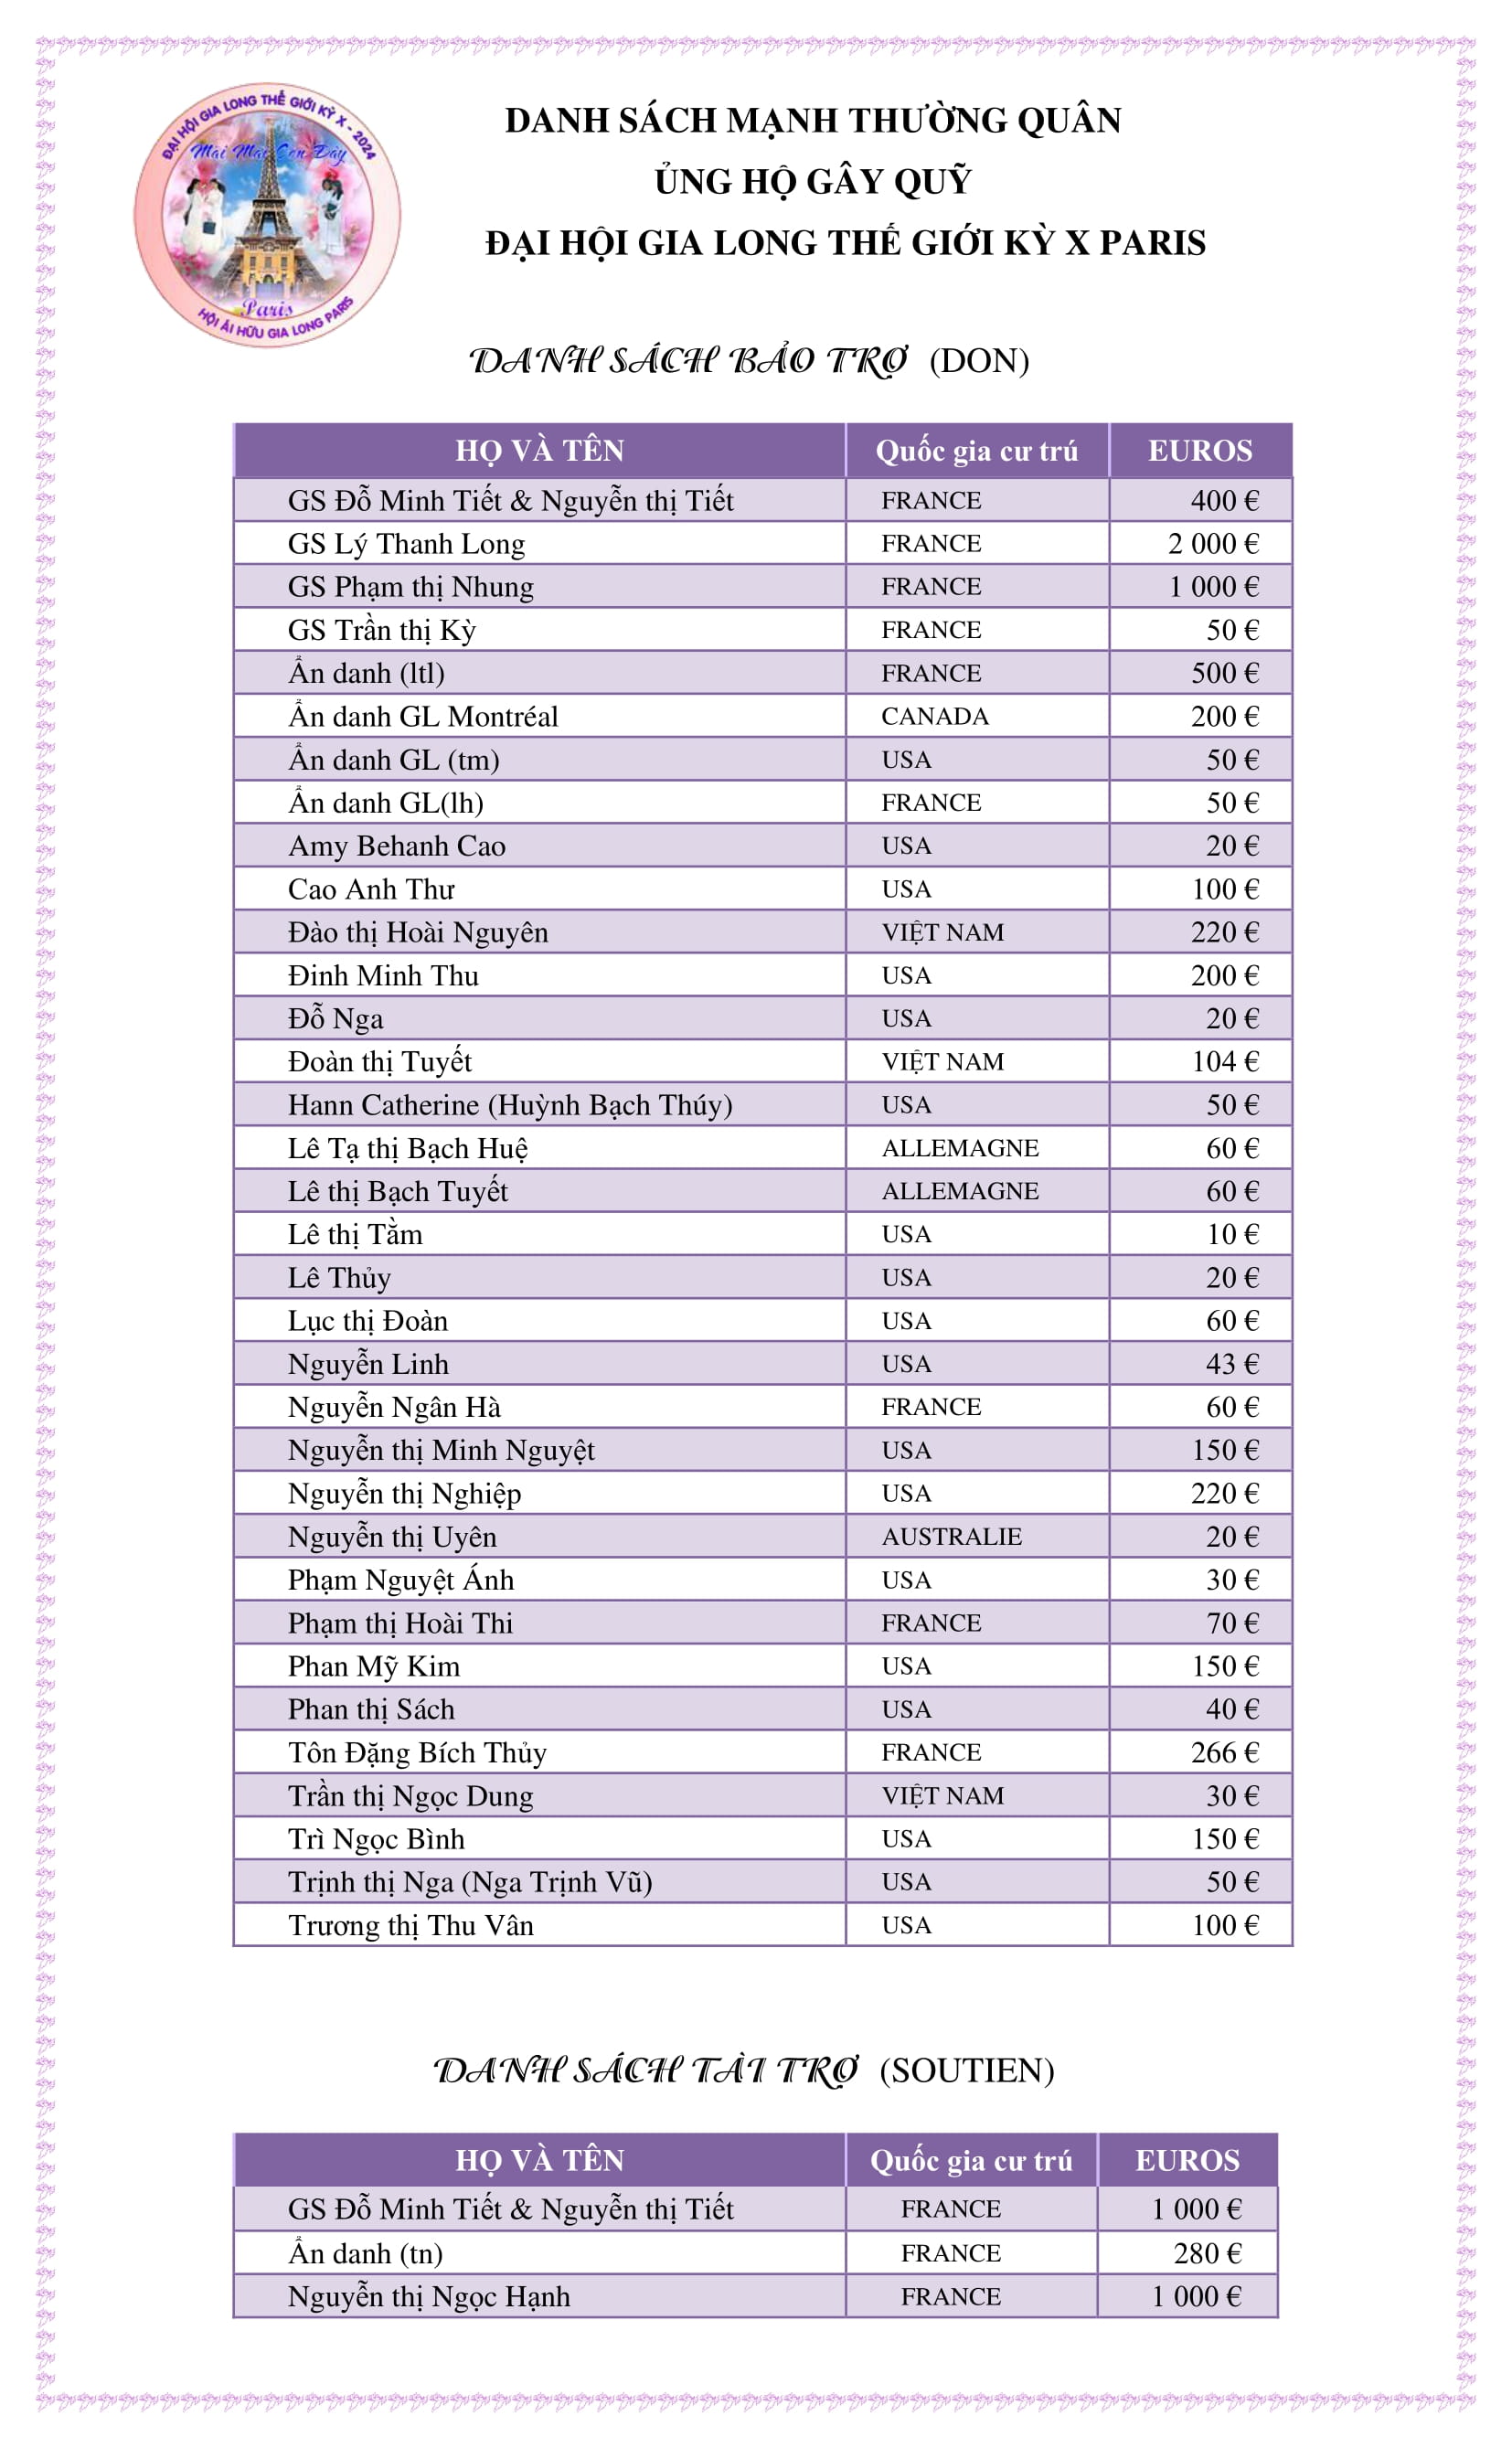 ĐẠI HỘI GIA LONG THẾ GIỚI KỲ X - 2024
Mãi Mãi Còn Đây
Paris
HỘI ÁI HỮU GIA LONG PARIS
DANH SÁCH MẠNH THƯỜNG QUÂN
ỦNG HỘ GÂY QUỸ
ĐẠI HỘI GIA LONG THẾ GIỚI KỲ X PARIS
DANH SÁCH BẢO TRỢ (DON)
HỌ VÀ TÊN Quốc gia cư trú EUROS
GS Đỗ Minh Tiết & Nguyễn thị Tiết FRANCE 400 €
GS Lý Thanh Long FRANCE 2 000 €
GS Phạm thị Nhung FRANCE 1 000 €
GS Trần thị Kỳ FRANCE 50 €
Ẩn danh (ltl) FRANCE 500 €
Ẩn danh GL Montréal CANADA 200 €
Ẩn danh GL (tm) USA 50 €
Ẩn danh GL(lh) FRANCE 50 €
Amy Behanh Cao USA 20 €
Cao Anh Thư USA 100 €
Đào thị Hoài Nguyên VIỆT NAM 220 €
Đinh Minh Thu USA 200 €
Đỗ Nga USA 20 €
Đoàn thị Tuyết VIỆT NAM 104 €
Hann Catherine (Huỳnh Bạch Thúy) USA 50 €
Lê Tạ thị Bạch Huệ ALLEMAGNE 60 €
Lê thị Bạch Tuyết ALLEMAGNE 60 €
Lê thị Tằm USA 10 €
Lê Thủy USA 20 €
Lục thị Đoàn USA 60 €
Nguyễn Linh USA 43 €
Nguyễn Ngân Hà FRANCE 60 €
Nguyễn thị Minh Nguyệt USA 150 €
Nguyễn thị Nghiệp USA 220 €
Nguyễn thị Uyên AUSTRALIE 20 €
Phạm Nguyệt Ánh USA 30 €
Phạm thị Hoài Thi FRANCE 70 €
Phan Mỹ Kim USA 150 €
Phan thị Sách USA 40 €
Tôn Đặng Bích Thủy FRANCE 266 €
Trần thị Ngọc Dung VIỆT NAM 30 €
Trì Ngọc Bình USA 150 €
Trịnh thị Nga (Nga Trịnh Vũ) USA 50 €
Trương thị Thu Vân USA 100 €
DANH SÁCH TÀI TRỢ (SOUTIEN)
HỌ VÀ TÊN Quốc gia cư trú EUROS
GS Đỗ Minh Tiết & Nguyễn thị Tiết FRANCE 1 000 €
Ẩn danh (tn) FRANCE 280 €
Nguyễn thị Ngọc Hạnh FRANCE 1 000 €